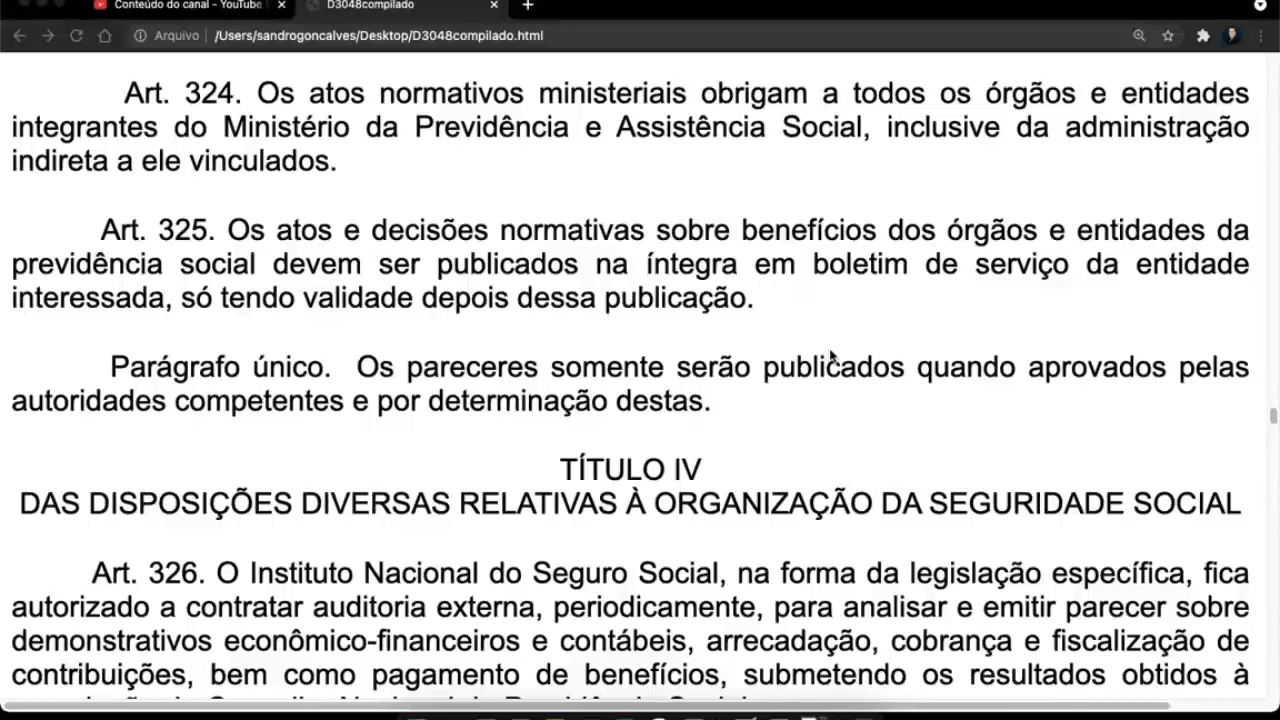 Conteúdo do canal - YouTube
D3048compilado
Arquivo
/Users/sandrogoncalves/Desktop/D3048compilado.html
Art. 324. Os atos normativos ministeriais obrigam a todos os órgãos e entidades
integrantes do Ministério da Previdência e Assistência Social, inclusive da administração
indireta a ele vinculados.
Art. 325. Os atos e decisões normativas sobre benefícios dos órgãos e entidades da
previdência social devem ser publicados na íntegra em boletim de serviço da entidade
interessada, só tendo validade depois dessa publicação.
Parágrafo único. Os pareceres somente serão publicados quando aprovados pelas
autoridades competentes e por determinação destas.
TÍTULO IV
DAS DISPOSIÇÕES DIVERSAS RELATIVAS À ORGANIZAÇÃO DA SEGURIDADE SOCIAL
Art. 326. O Instituto Nacional do Seguro Social, na forma da legislação específica, fica
autorizado a contratar auditoria externa, periodicamente, para analisar e emitir parecer sobre
demonstrativos econômico-financeiros e contábeis, arrecadação, cobrança e fiscalização de
contribuições, bem como pagamento de benefícios, submetendo os resultados obtidos à